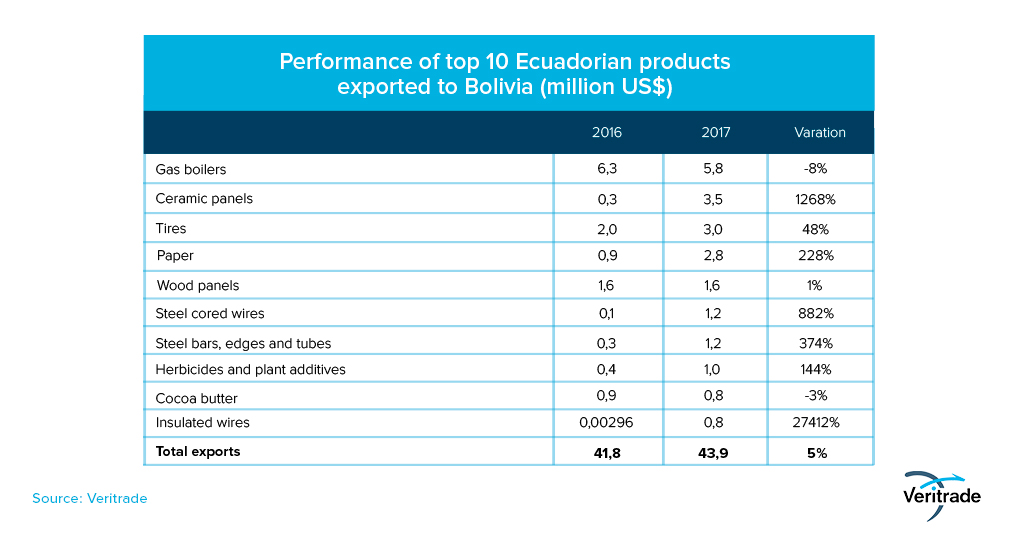 Performance of top 10 Ecuadorian products
exported to Bolivia (million US$)
2016 2017 Varation
Gas boilers 6,3 5,8 -8%
Ceramic panels 0,3 3,5 1268%
Tires 2,0 3,0 48%
Paper 0,9 2,8 228%
Wood panels 1,6 1,6 1%
Steel cored wires 0,1 1,2 882%
Steel bars, edges and tubes 0,3 1,2 374%
Herbicides and plant additives 0,4 1,0 144%
Cocoa butter 0,9 0,8 -3%
Insulated wires 0,00296 0,8 27412%
Total exports 41,8 43,9 5%
Source: Veritrade
Veritrade